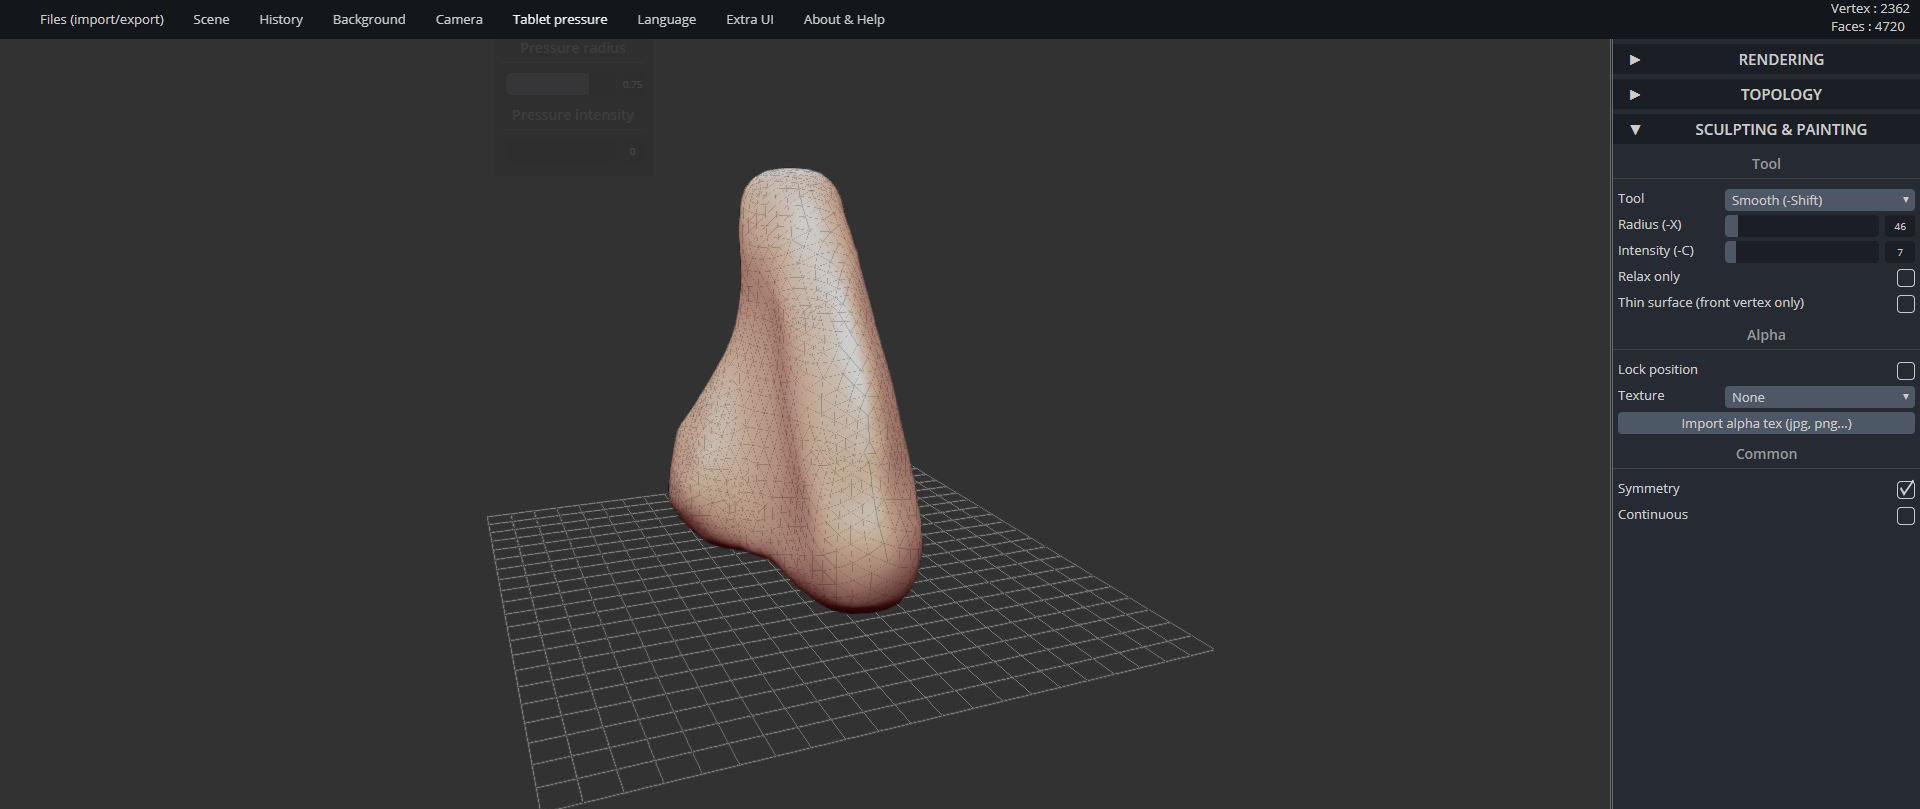 Files (import/export) Scene History Background Camera Tablet pressure Language Extra UI About & Help
Vertex : 2362
Faces : 4720
Pressure radius
0.75
Pressure intensity
0
RENDERING
TOPOLOGY
SCULPTING & PAINTING
Tool
Tool Smooth (-Shift)
Radius (-X) 46
Intensity (-C) 7
Relax only
Thin surface (front vertex only)
Alpha
Lock position
Texture None
Import alpha tex (jpg, png...)
Common
Symmetry
Continuous